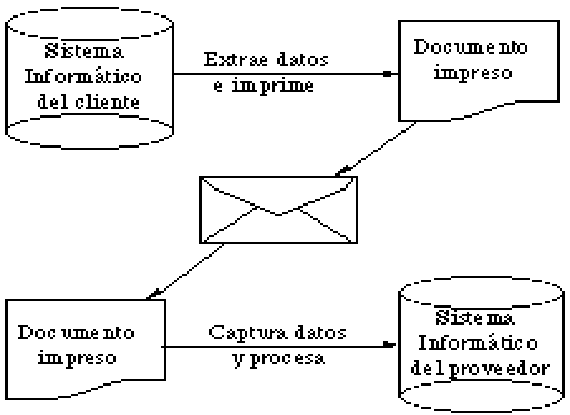 Sistema
Informático
del cliente
Extrae datos
e imprime
Documento
impreso
Documento
impreso
Captura datos
y procesa
Sistema
Informático
del proveedor